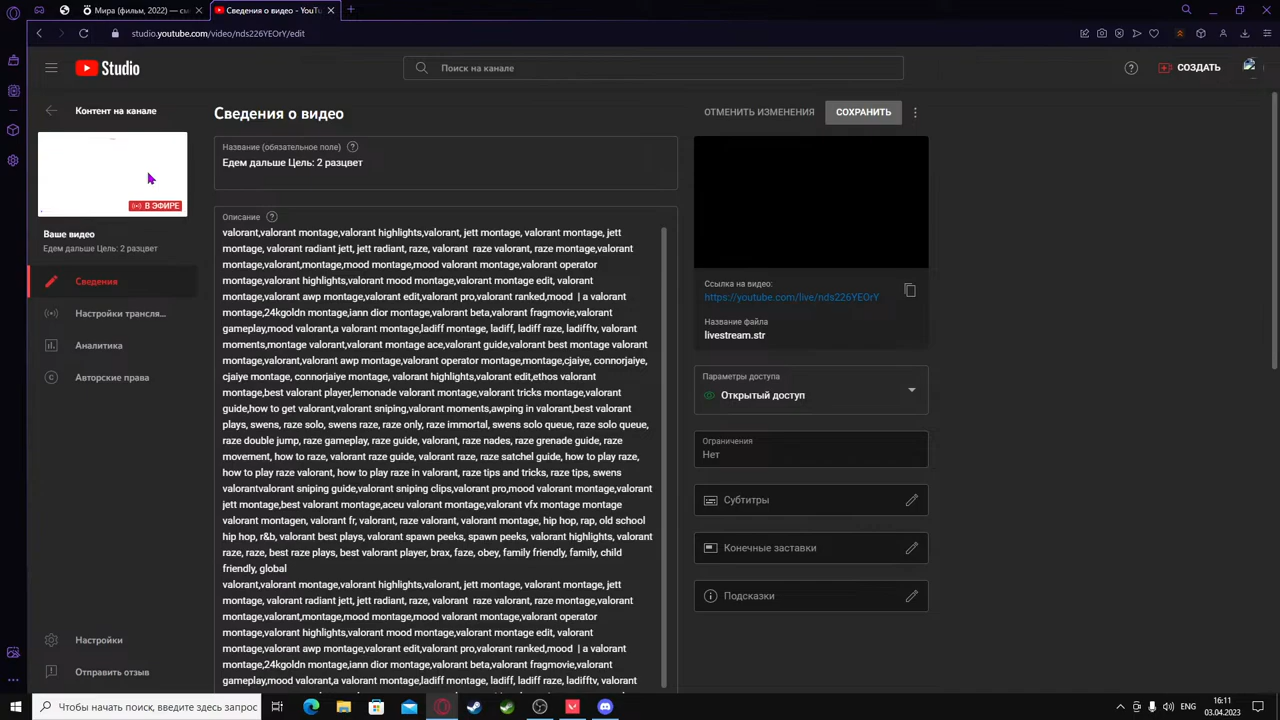 Мира (фильм, 2022) — см
Сведения о видео - YouTu
studio.youtube.com/video/nds226YEOrY/edit
Studio
Поиск на канале
СОЗДАТЬ
Контент на канале
Сведения о видео
ОТМЕНИТЬ ИЗМЕНЕНИЯ
СОХРАНИТЬ
Название (обязательное поле)
Едем дальше Цель: 2 разцвет
В ЭФИРЕ
Ваше видео
Едем дальше Цель: 2 разцвет
Сведения
Настройки трансля...
Аналитика
Авторские права
Настройки
Отправить отзыв
Описание
valorant,valorant montage,valorant highlights,valorant, jett montage, valorant montage, jett
montage, valorant radiant jett, jett radiant, raze, valorant  raze valorant, raze montage,valorant
montage,valorant,montage,mood montage,mood valorant montage,valorant operator
montage,valorant highlights,valorant mood montage,valorant montage edit, valorant
montage,valorant awp montage,valorant edit,valorant pro,valorant ranked,mood  | a valorant
montage,24kgoldn montage,iann dior montage,valorant beta,valorant fragmovie,valorant
gameplay,mood valorant,a valorant montage,ladiff montage, ladiff, ladiff raze, ladifftv, valorant
moments,montage valorant,valorant montage ace,valorant guide,valorant best montage valorant
montage,valorant,valorant awp montage,valorant operator montage,montage,cjaiye, connorjaiye,
cjaiye montage, connorjaiye montage, valorant highlights,valorant edit,ethos valorant
montage,best valorant player,lemonade valorant montage,valorant tricks montage,valorant
guide,how to get valorant,valorant sniping,valorant moments,awping in valorant,best valorant
plays, swens, raze solo, swens raze, raze only, raze immortal, swens solo queue, raze solo queue,
raze double jump, raze gameplay, raze guide, valorant, raze nades, raze grenade guide, raze
movement, how to raze, valorant guide, valorant raze, raze satchel guide, how to play raze,
how to play raze valorant, how to play raze in valorant, raze tips and tricks, raze tips, swens
valorantvalorant sniping guide,valorant sniping clips,valorant pro,mood valorant montage,valorant
jett montage,best valorant montage,aceu valorant montage,valorant vfx montage montage
valorant montagen, valorant fr, valorant, raze valorant, valorant montage, hip hop, rap, old school
hip hop, r&b, valorant best plays, valorant spawn peeks, spawn peeks, valorant highlights, valorant
raze, raze, best raze plays, best valorant player, brax, faze, obey, family friendly, family, child
friendly, global
valorant,valorant montage,valorant highlights,valorant, jett montage, valorant montage, jett
montage, valorant radiant jett, jett radiant, raze, valorant  raze valorant, raze montage,valorant
montage,valorant,montage,mood montage,mood valorant montage,valorant operator
montage,valorant highlights,valorant mood montage,valorant montage edit, valorant
montage,valorant awp montage,valorant edit,valorant pro,valorant ranked,mood  | a valorant
montage,24kgoldn montage,iann dior montage,valorant beta,valorant fragmovie,valorant
gameplay,mood valorant,a valorant montage,ladiff montage, ladiff, ladiff raze, ladifftv, valorant
Ссылка на видео:
https://youtube.com/live/nds226YEOrY
Название файла
livestream.str
Параметры доступа
Открытый доступ
Ограничения
Нет
Субтитры
Конечные заставки
Подсказки
Чтобы начать поиск, введите здесь запрос
ENG
16:11
03.04.2023